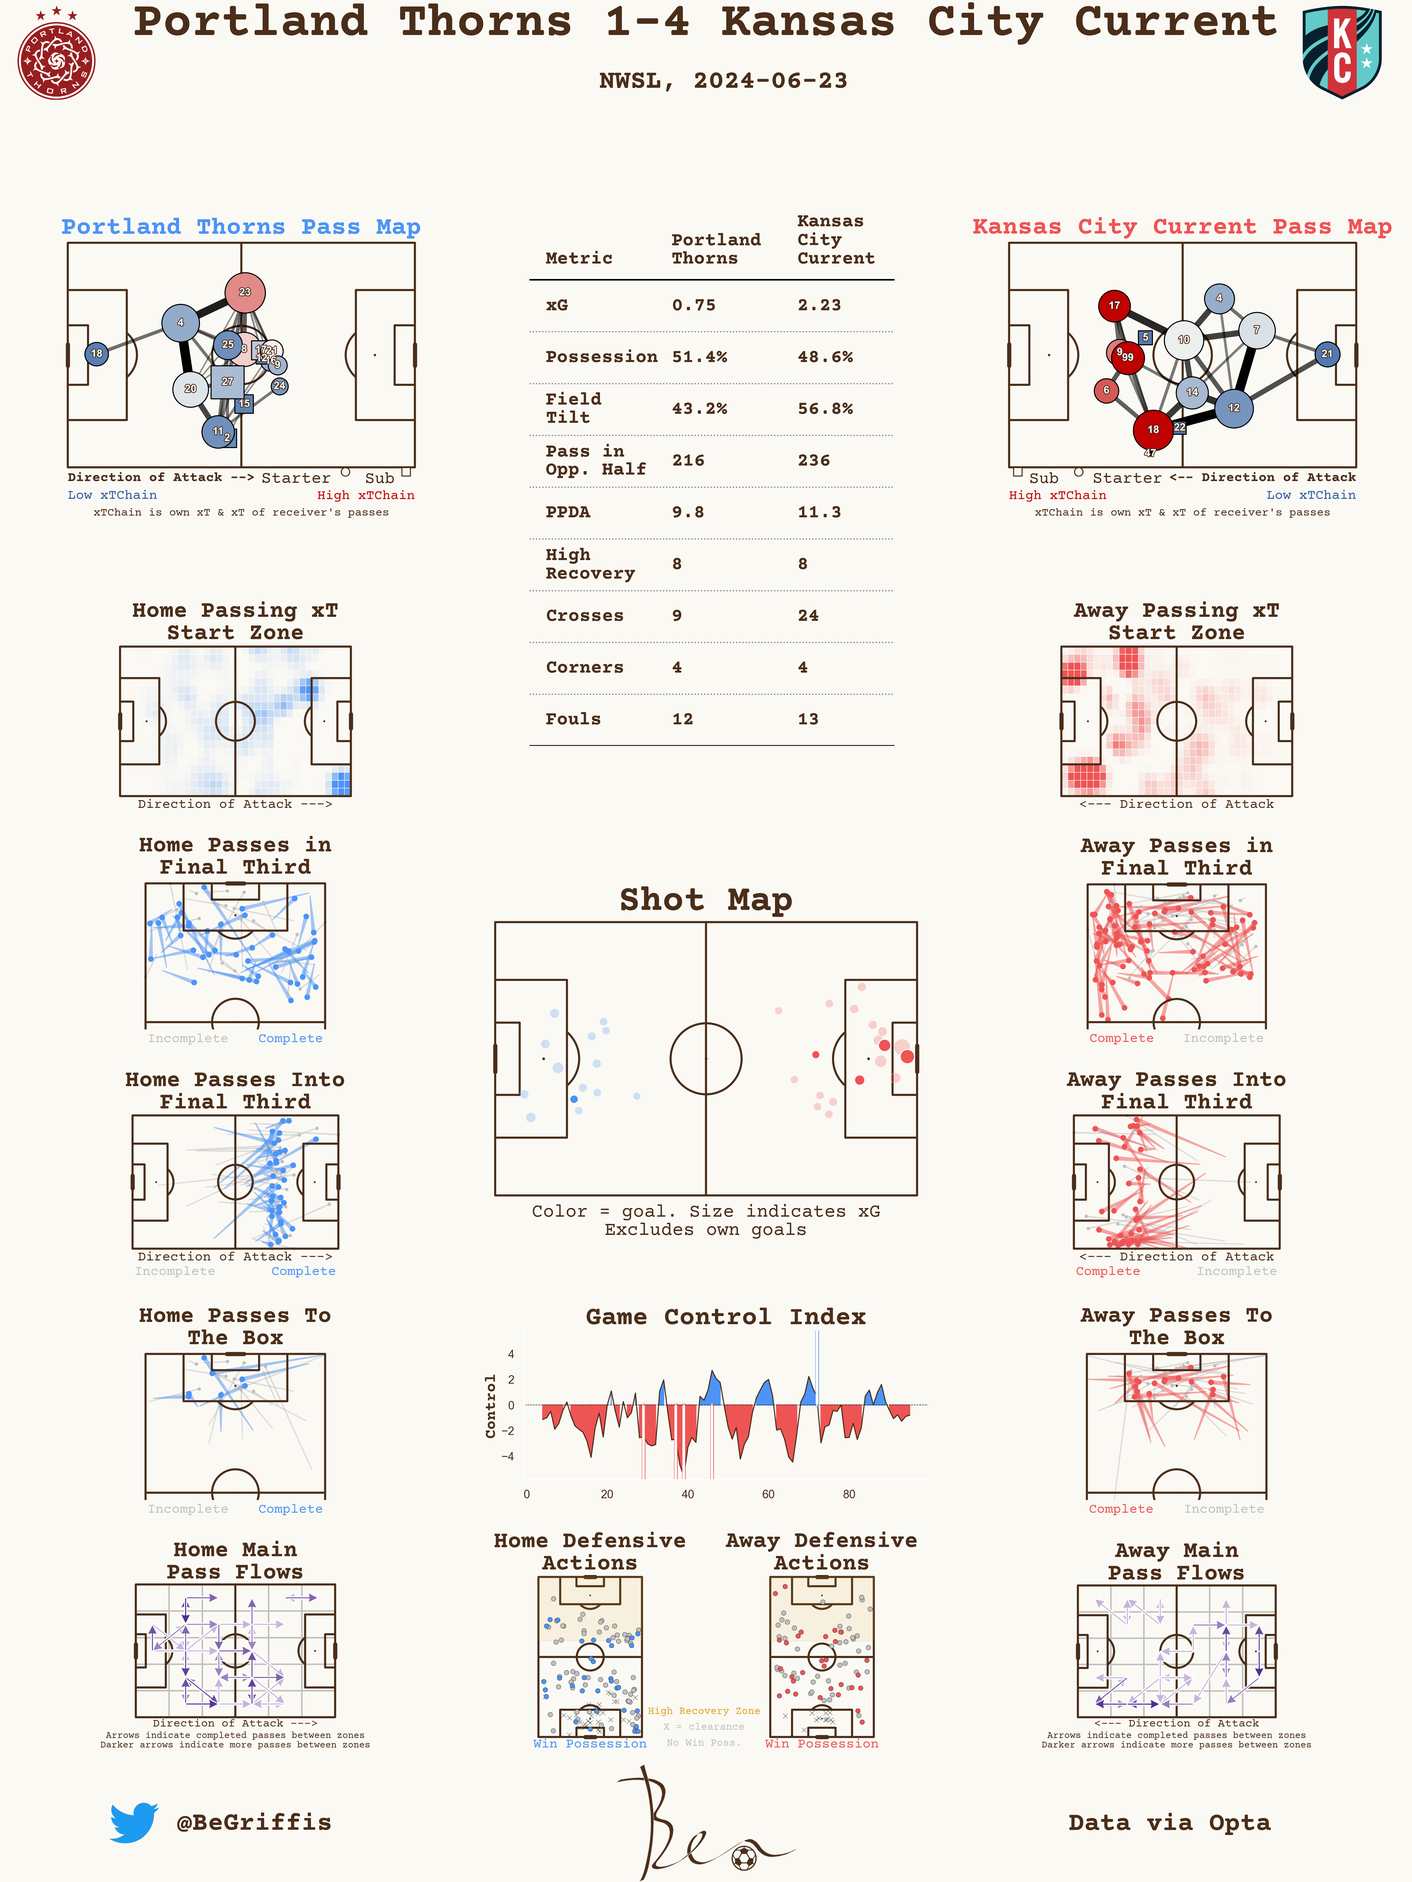 Portland Thorns 1-4 Kansas City Current
NWSL, 2024-06-23
PORTLAND
THORNS
KC
Portland Thorns Pass Map
23
4
18
25
8
9
24
20
27
15
11
2
Direction of Attack --> Starter Sub
Low xTChain High xTChain
xTChain is own xT & xT of receiver's passes
Metric Portland Thorns Kansas City Current
xG 0.75 2.23
Possession 51.4% 48.6%
Field Tilt 43.2% 56.8%
Pass in Opp. Half 216 236
PPDA 9.8 11.3
High Recovery 8 8
Crosses 9 24
Corners 4 4
Fouls 12 13
Kansas City Current Pass Map
17
4
5
10
7
9
99
21
6
14
12
18
22
47
Sub Starter <-- Direction of Attack
High xTChain Low xTChain
xTChain is own xT & xT of receiver's passes
Home Passing xT
Start Zone
Direction of Attack --->
Away Passing xT
Start Zone
<--- Direction of Attack
Home Passes in
Final Third
Incomplete Complete
Away Passes in
Final Third
Complete Incomplete
Shot Map
Color = goal. Size indicates xG
Excludes own goals
Home Passes Into
Final Third
Direction of Attack --->
Incomplete Complete
Away Passes Into
Final Third
<--- Direction of Attack
Complete Incomplete
Home Passes To
The Box
Incomplete Complete
Game Control Index
Control
4
2
0
−2
−4
0 20 40 60 80
Away Passes To
The Box
Complete Incomplete
Home Main
Pass Flows
Direction of Attack --->
Arrows indicate completed passes between zones
Darker arrows indicate more passes between zones
Home Defensive
Actions
Win Possession
Away Defensive
Actions
Win Possession
High Recovery Zone
X = clearance
No Win Poss.
Away Main
Pass Flows
<--- Direction of Attack
Arrows indicate completed passes between zones
Darker arrows indicate more passes between zones
@BeGriffis
Ben
Data via Opta